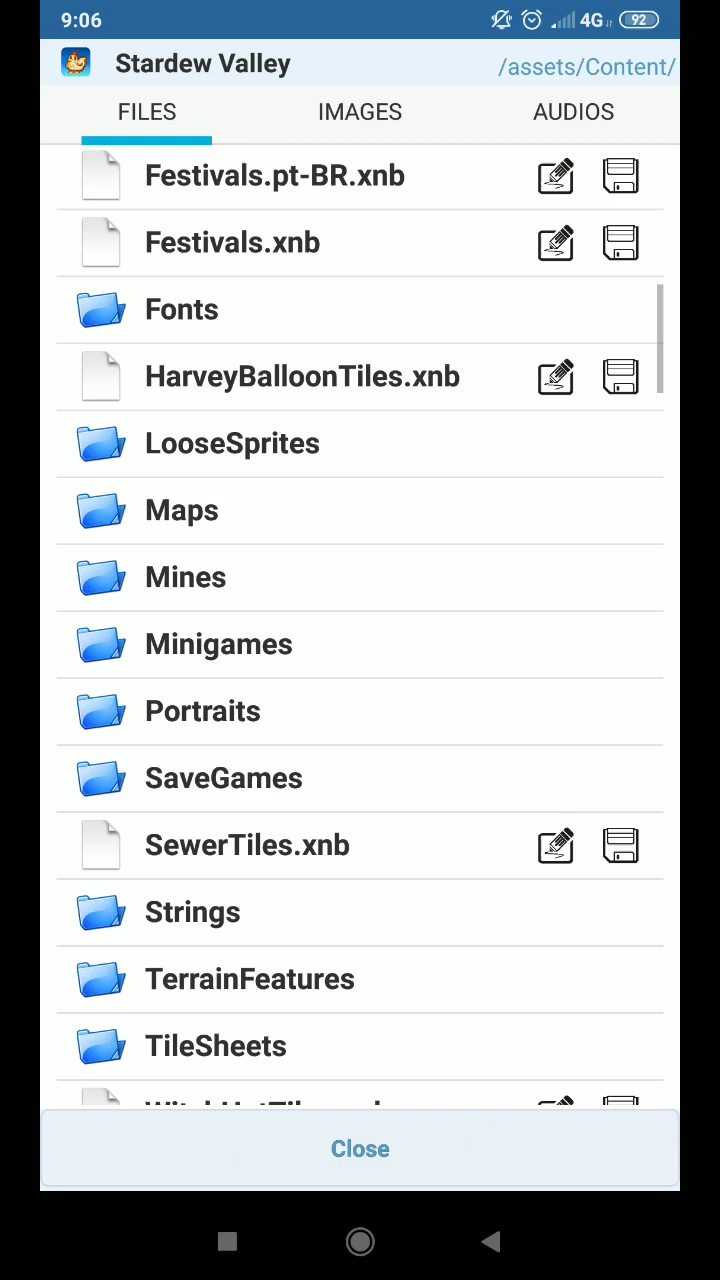 9:06
4G
92
Stardew Valley
/assets/Content/
FILES
IMAGES
AUDIOS
Festivals.pt-BR.xnb
Festivals.xnb
Fonts
HarveyBalloonTiles.xnb
LooseSprites
Maps
Mines
Minigames
Portraits
SaveGames
SewerTiles.xnb
Strings
TerrainFeatures
TileSheets
Close